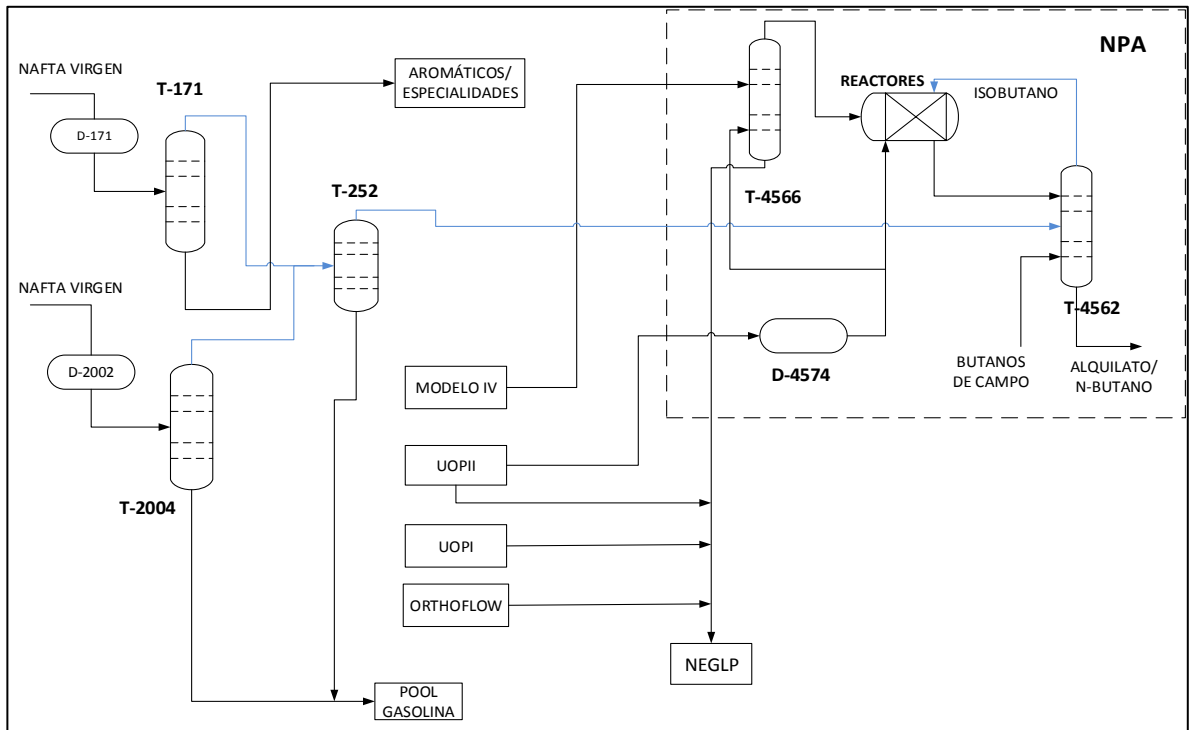 NPA
NAFTA VIRGEN
T-171
D-171
AROMÁTICOS/
ESPECIALIDADES
REACTORES
ISOBUTANO
T-252
T-4566
NAFTA VIRGEN
D-2002
T-2004
T-4562
D-4574
BUTANOS
DE CAMPO
ALQUILATO/
N-BUTANO
MODELO IV
UOPII
UOPI
ORTHOFLOW
NEGLP
POOL
GASOLINA